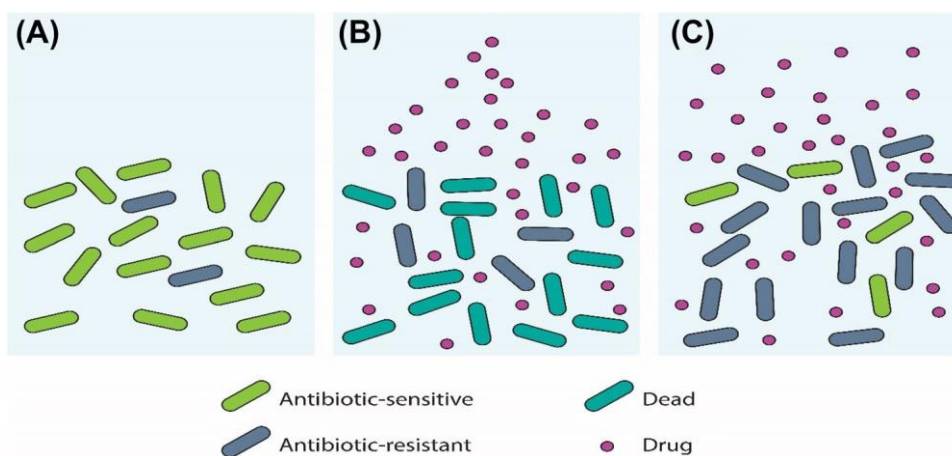 (A)
(B)
(C)
Antibiotic-sensitive
Dead
Antibiotic-resistant
Drug